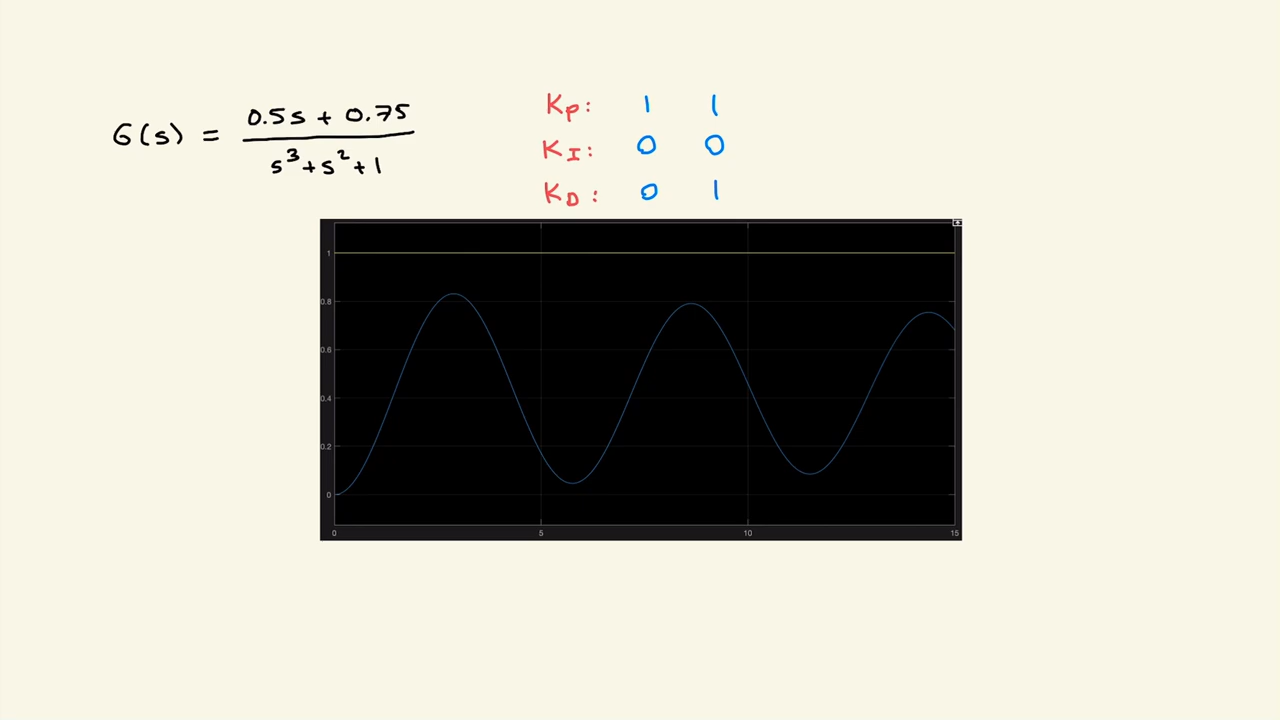 G(s) = 0.5s + 0.75
s³ + s² + 1
Kp: 1 1
KI: 0 0
KD: 0 1
1
0.8
0.6
0.4
0.2
0
0 5 10 15